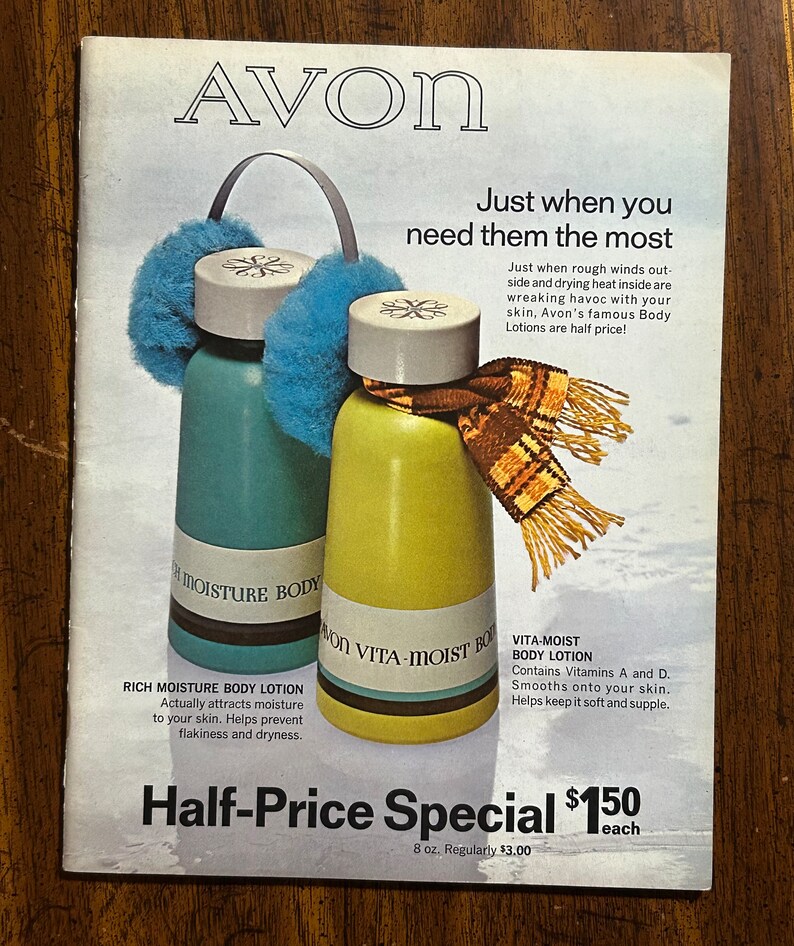 AVON
Just when you
need them the most
Just when rough winds out-
side and drying heat inside are
wreaking havoc with your
skin, Avon's famous Body
Lotions are half price!
MOISTURE BODY
AVON VITA-MOIST
VITA-MOIST
BODY LOTION
Contains Vitamins A and D.
Smooths onto your skin.
Helps keep it soft and supple.
RICH MOISTURE BODY LOTION
Actually attracts moisture
to your skin. Helps prevent
flakiness and dryness.
Half-Price Special $1.50 each
8 oz. Regularly $3.00